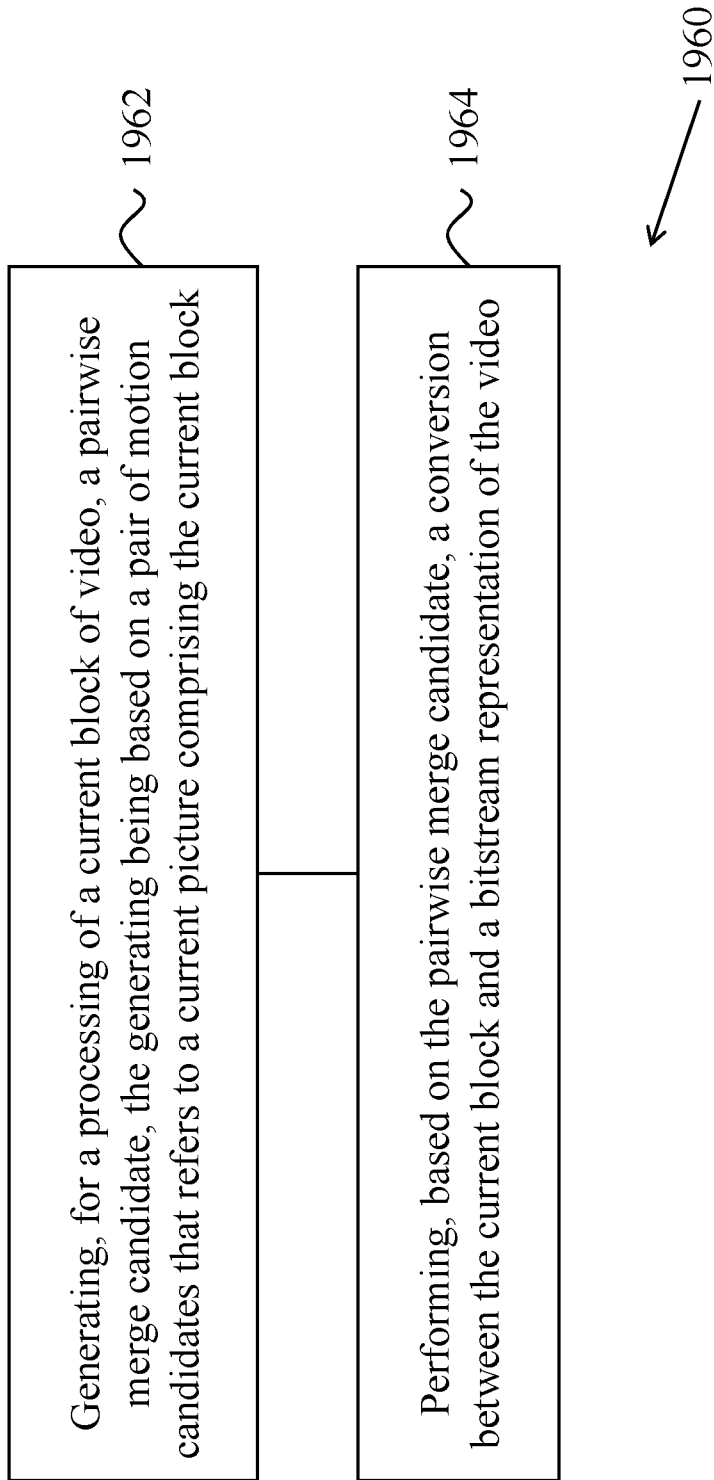 Generating, for a processing of a current block of video, a pairwise
merge candidate, the generating being based on a pair of motion
candidates that refers to a current picture comprising the current block
1962
Performing, based on the pairwise merge candidate, a conversion
between the current block and a bitstream representation of the video
1964
1960